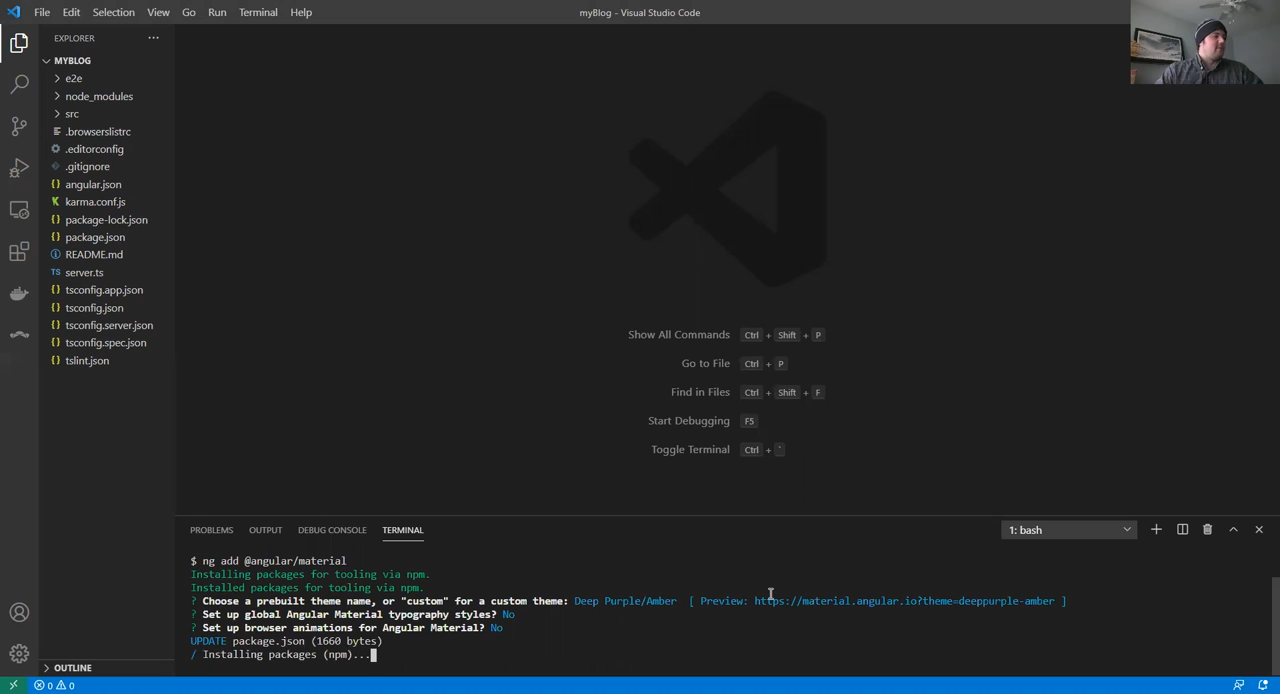 File Edit Selection View Go Run Terminal Help
myBlog - Visual Studio Code
EXPLORER
MYBLOG
e2e
node_modules
src
.browserslistrc
.editorconfig
.gitignore
angular.json
karma.conf.js
package-lock.json
package.json
README.md
TS server.ts
tsconfig.app.json
tsconfig.json
tsconfig.server.json
tsconfig.spec.json
tslint.json
OUTLINE
Show All Commands Ctrl + Shift + P
Go to File Ctrl + P
Find in Files Ctrl + Shift + F
Start Debugging F5
Toggle Terminal Ctrl + `
PROBLEMS OUTPUT DEBUG CONSOLE TERMINAL
1: bash
$ ng add @angular/material
Installing packages for tooling via npm.
Installed packages for tooling via npm.
? Choose a prebuilt theme name, or "custom" for a custom theme: Deep Purple/Amber [ Preview: https://material.angular.io?theme=deeppurple-amber ]
? Set up global Angular Material typography styles? No
? Set up browser animations for Angular Material? No
UPDATE package.json (1660 bytes)
/ Installing packages (npm)...
0 0